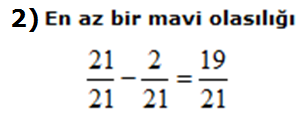 2) En az bir mavi olasılığı
21/21 − 2/21 = 19/21